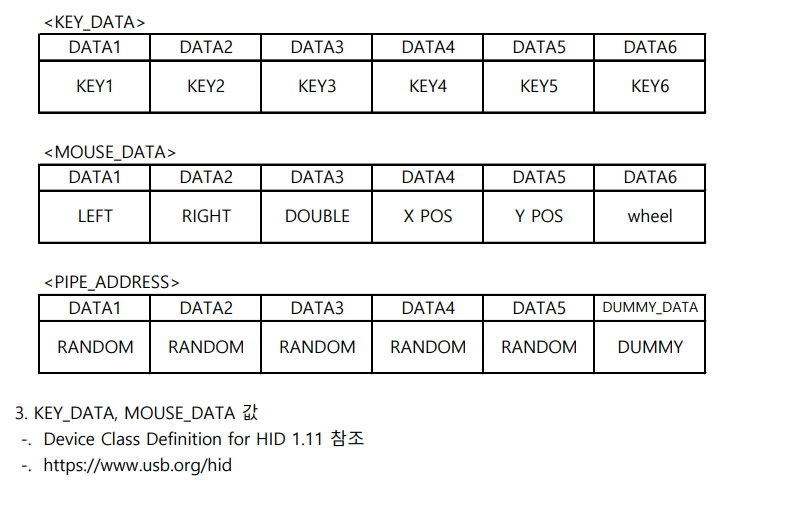 <KEY_DATA>
DATA1 DATA2 DATA3 DATA4 DATA5 DATA6
KEY1 KEY2 KEY3 KEY4 KEY5 KEY6
<MOUSE_DATA>
DATA1 DATA2 DATA3 DATA4 DATA5 DATA6
LEFT RIGHT DOUBLE X POS Y POS wheel
<PIPE_ADDRESS>
DATA1 DATA2 DATA3 DATA4 DATA5 DUMMY_DATA
RANDOM RANDOM RANDOM RANDOM RANDOM DUMMY
3. KEY_DATA, MOUSE_DATA 값
-. Device Class Definition for HID 1.11 참조
-. https://www.usb.org/hid